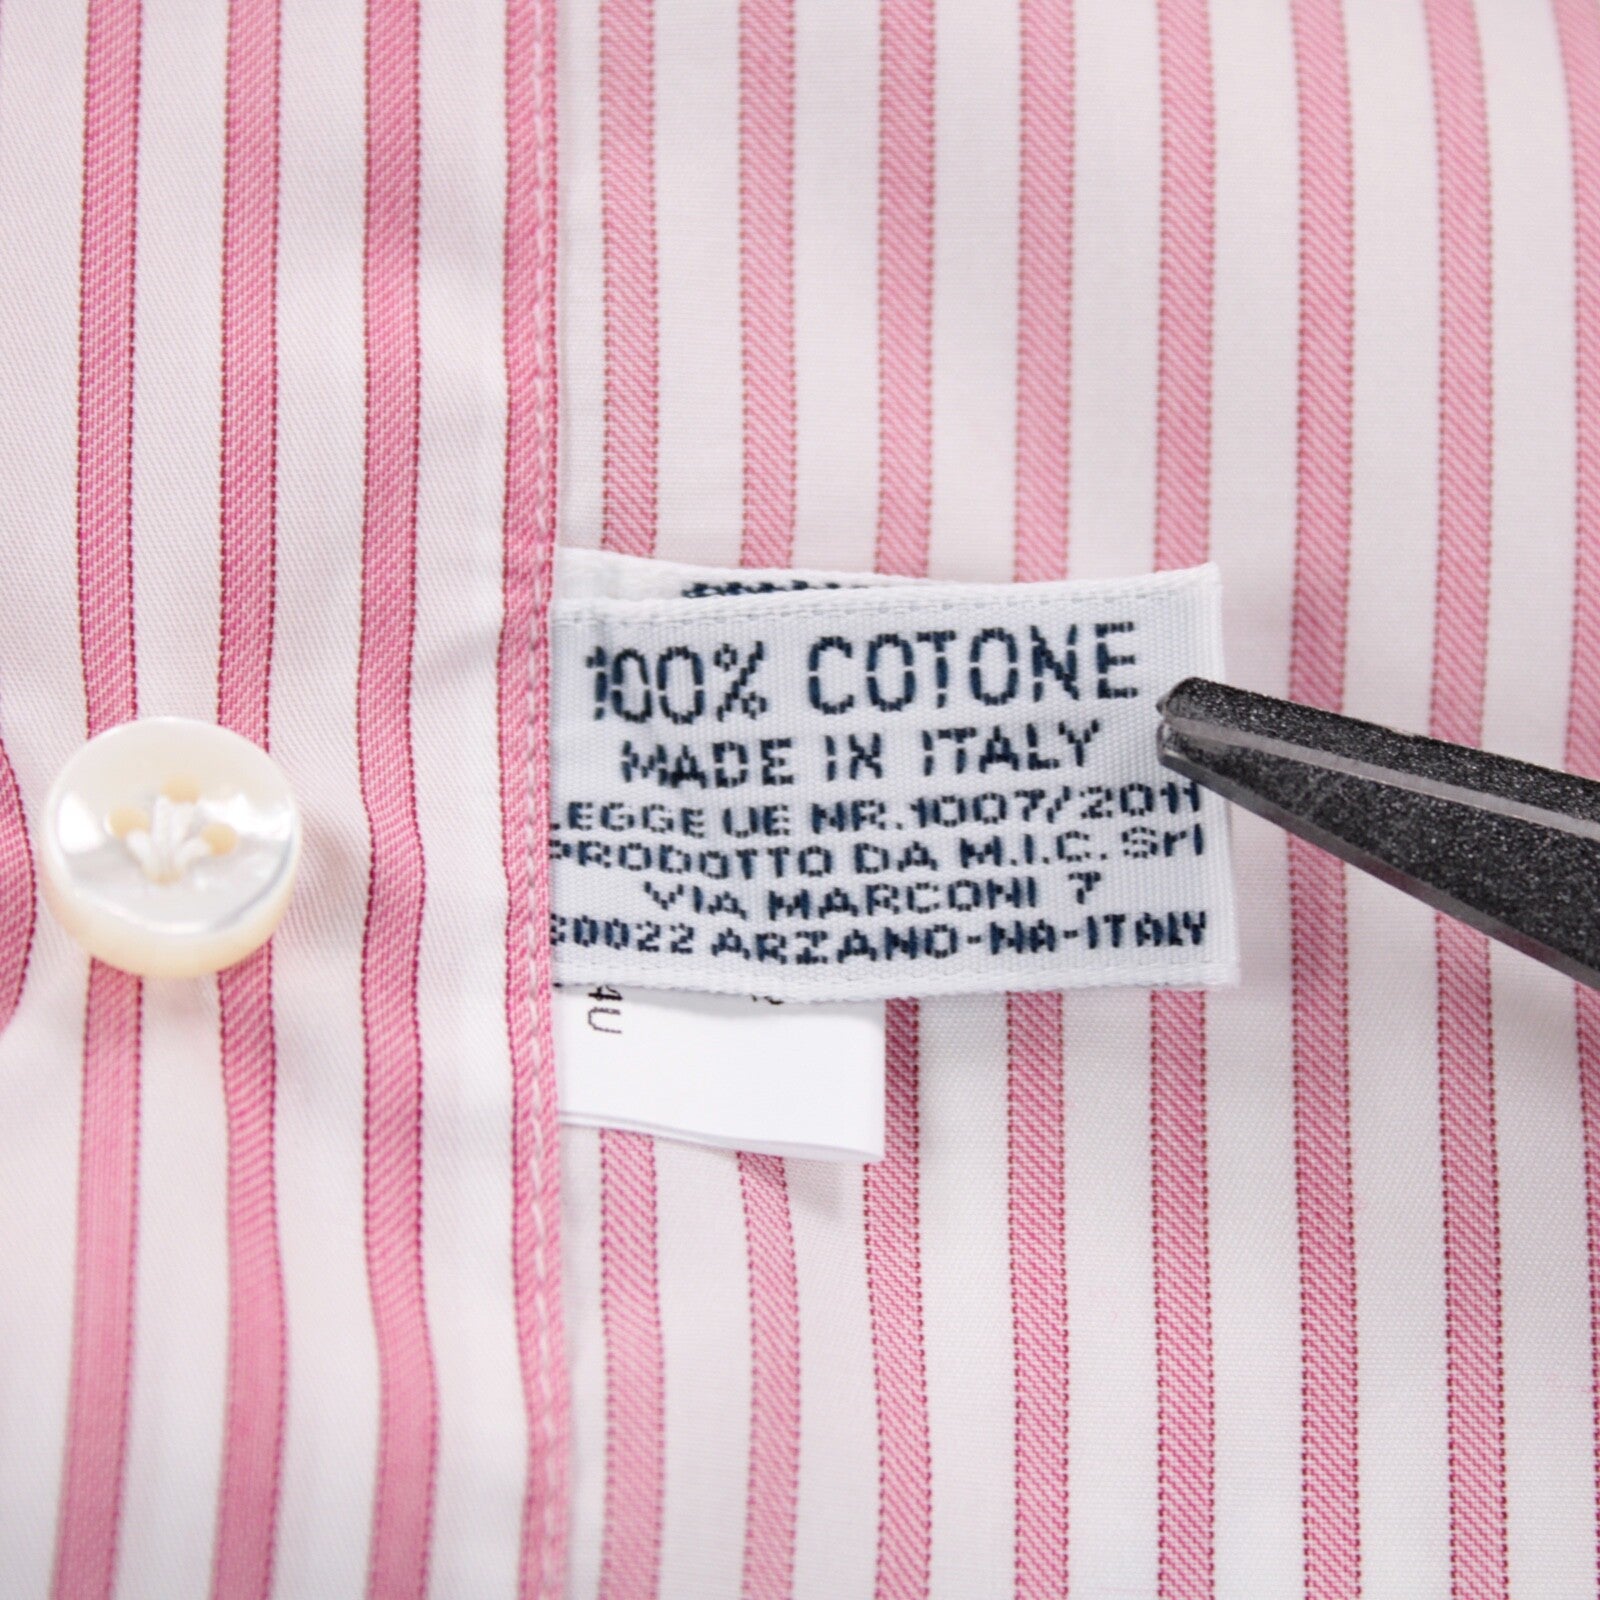 100% COTONE
MADE IN ITALY
LEGGE UE NR.1007/2011
PRODOTTO DA M.I.C. Srl
VIA MARCONI 7
80022 ARZANO-NA-ITALY
4U